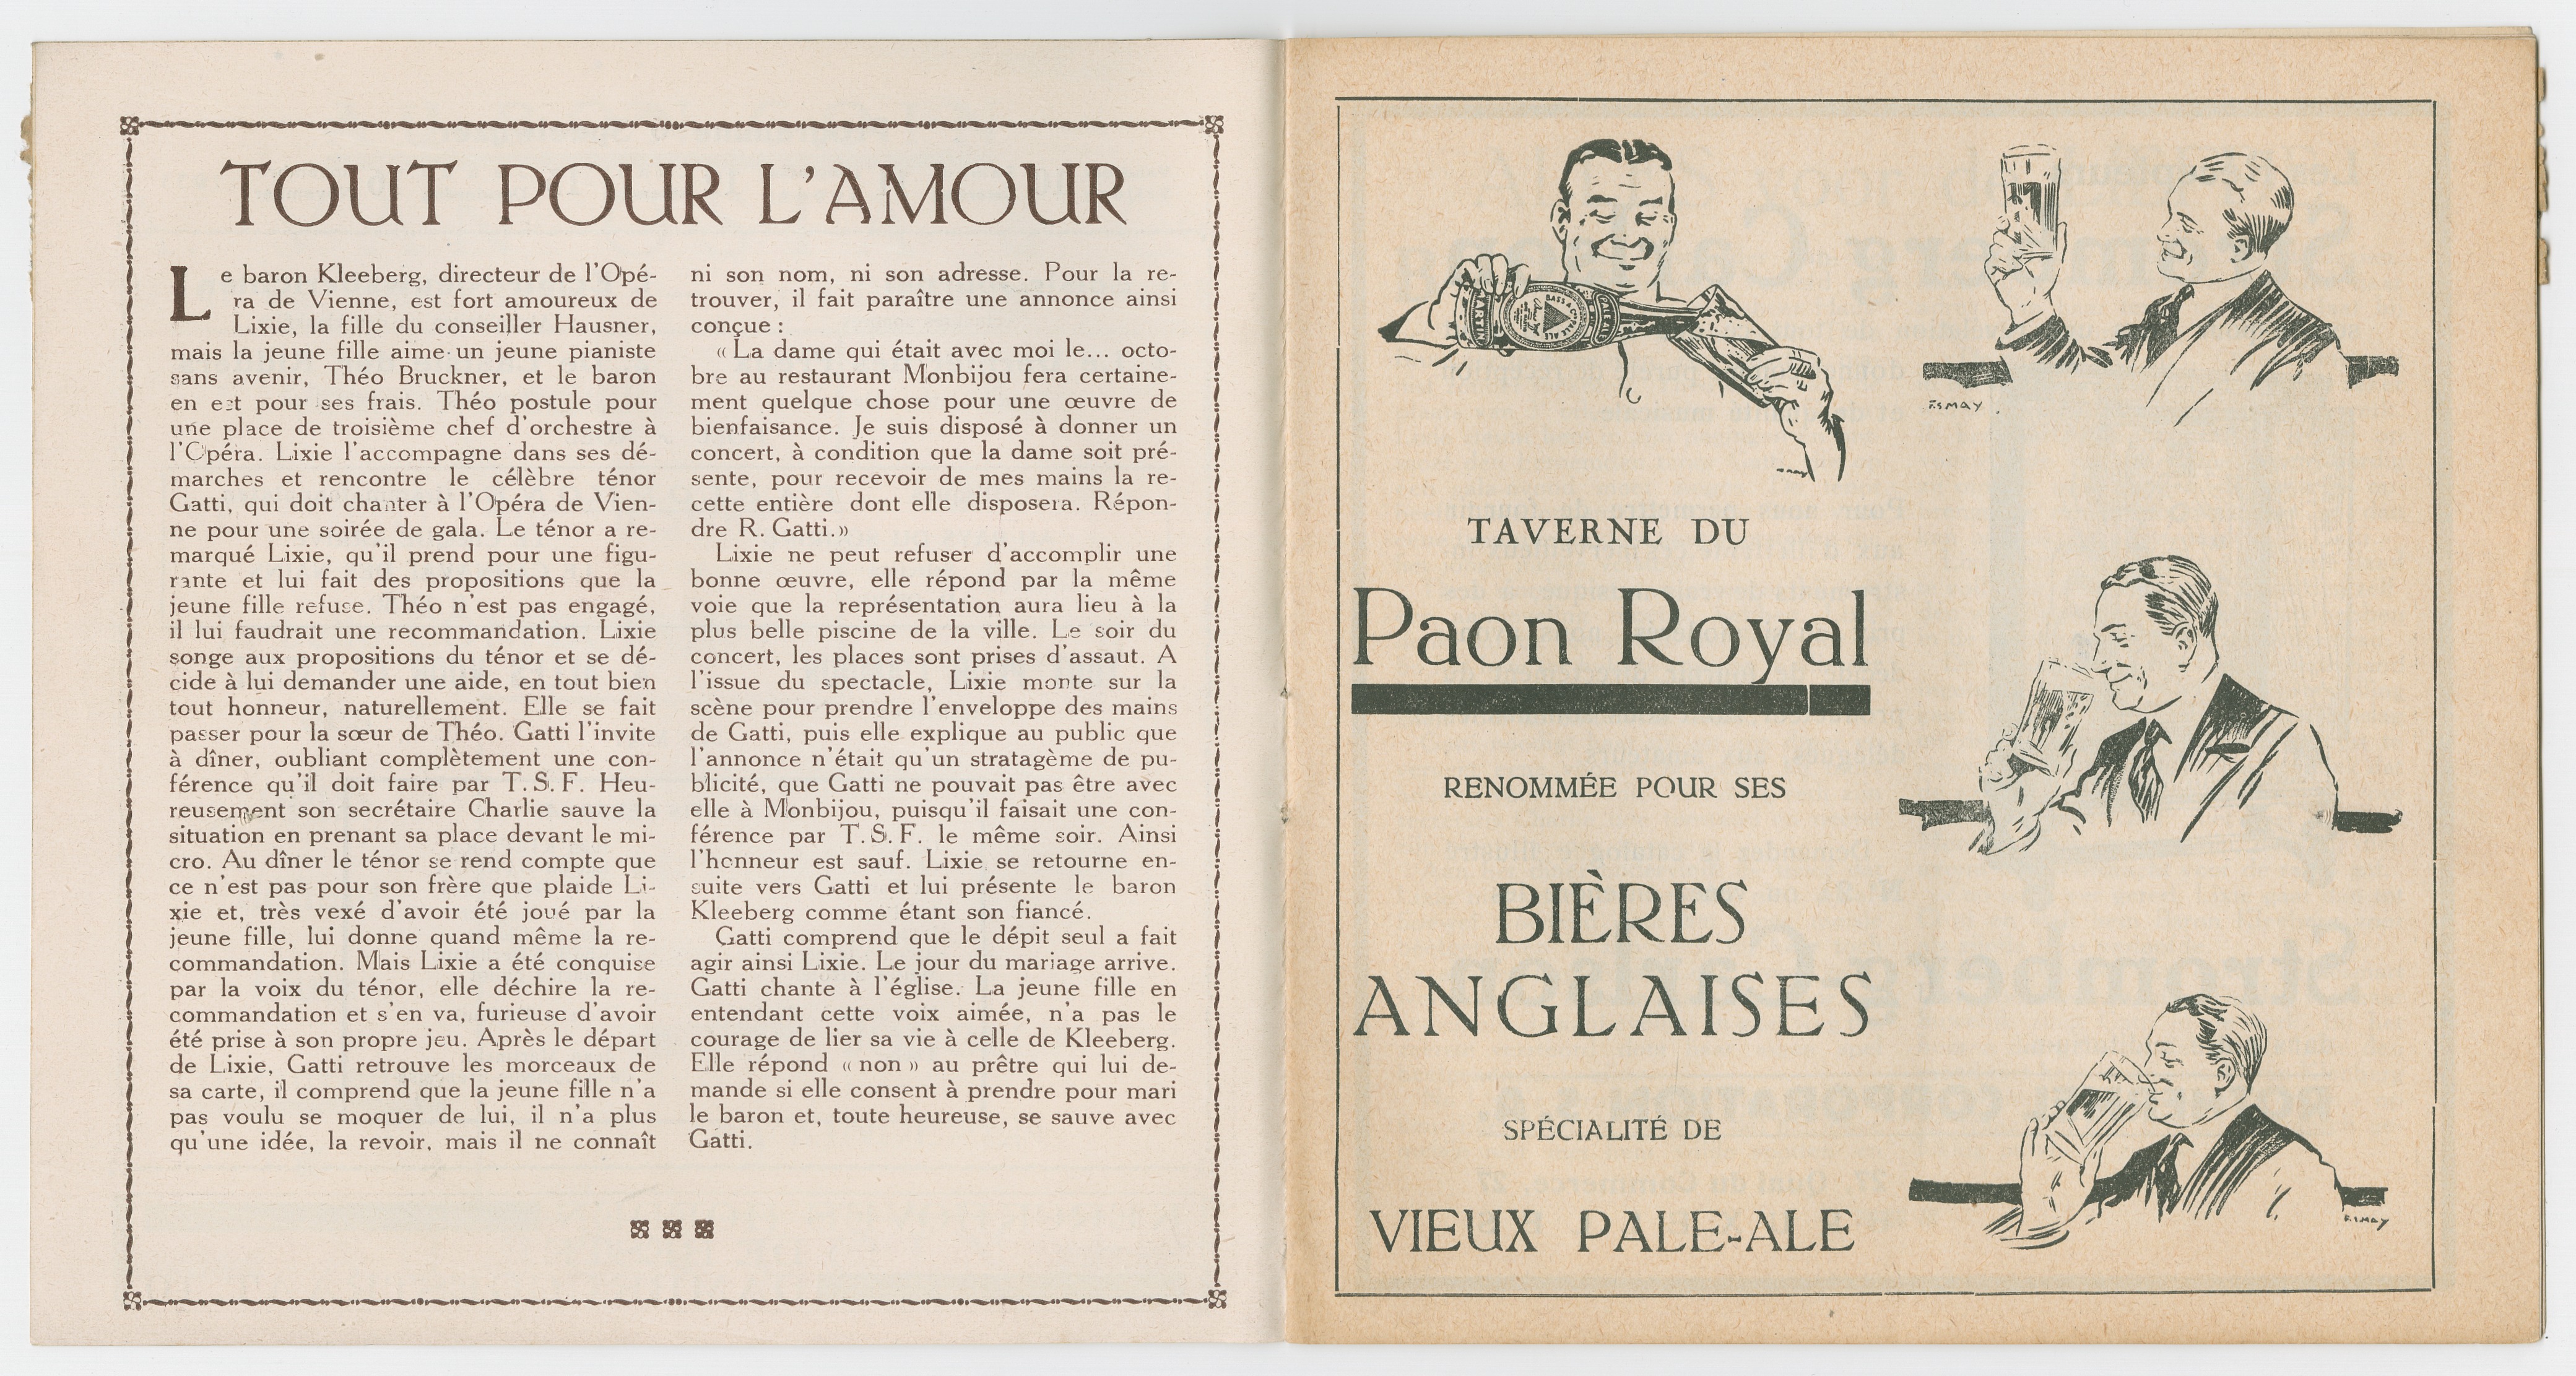 TOUT POUR L'AMOUR
Le baron Kleeberg, directeur de l'Opé-
ra de Vienne, est fort amoureux de
Lixie, la fille du conseiller Hausner,
mais la jeune fille aime un jeune pianiste
sans avenir, Théo Bruckner, et le baron
en est pour ses frais. Théo postule pour
une place de troisième chef d'orchestre à
l'Opéra. Lixie l'accompagne dans ses dé-
marches et rencontre le célèbre ténor
Gatti, qui doit chanter à l'Opéra de Vien-
ne pour une soirée de gala. Le ténor a re-
marqué Lixie, qu'il prend pour une figu-
rante et lui fait des propositions que la
jeune fille refuse. Théo n'est pas engagé,
il lui faudrait une recommandation. Lixie
songe aux propositions du ténor et se dé-
cide à lui demander une aide, en tout bien
tout honneur, naturellement. Elle se fait
passer pour la sœur de Théo. Gatti l'invite
à dîner, oubliant complètement une con-
férence qu'il doit faire par T. S. F. Heu-
reusement son secrétaire Charlie sauve la
situation en prenant sa place devant le mi-
cro. Au dîner le ténor se rend compte que
ce n'est pas pour son frère que plaide Li-
xie et, très vexé d'avoir été joué par la
jeune fille, lui donne quand même la re-
commandation. Mais Lixie a été conquise
par la voix du ténor, elle déchire la re-
commandation et s'en va, furieuse d'avoir
été prise à son propre jeu. Après le départ
de Lixie, Gatti retrouve les morceaux de
sa carte, il comprend que la jeune fille n'a
pas voulu se moquer de lui, il n'a plus
qu'une idée, la revoir, mais il ne connaît
ni son nom, ni son adresse. Pour la re-
trouver, il fait paraître une annonce ainsi
conçue :
« La dame qui était avec moi le... octo-
bre au restaurant Monbijou fera certaine-
ment quelque chose pour une œuvre de
bienfaisance. Je suis disposé à donner un
concert, à condition que la dame soit pré-
sente, pour recevoir de mes mains la re-
cette entière dont elle disposera. Répon-
dre R. Gatti.»
Lixie ne peut refuser d'accomplir une
bonne œuvre, elle répond par la même
voie que la représentation aura lieu à la
plus belle piscine de la ville. Le soir du
concert, les places sont prises d'assaut. A
l'issue du spectacle, Lixie monte sur la
scène pour prendre l'enveloppe des mains
de Gatti, puis elle explique au public que
l'annonce n'était qu'un stratagème de pu-
blicité, que Gatti ne pouvait pas être avec
elle à Monbijou, puisqu'il faisait une con-
férence par T. S. F. le même soir. Ainsi
l'honneur est sauf. Lixie se retourne en-
suite vers Gatti et lui présente le baron
Kleeberg comme étant son fiancé.
Gatti comprend que le dépit seul a fait
agir ainsi Lixie. Le jour du mariage arrive.
Gatti chante à l'église. La jeune fille en
entendant cette voix aimée, n'a pas le
courage de lier sa vie à celle de Kleeberg.
Elle répond « non » au prêtre qui lui de-
mande si elle consent à prendre pour mari
le baron et, toute heureuse, se sauve avec
Gatti.
BASS & Co PALE ALE
F.S MAY
TAVERNE DU
Paon Royal
RENOMMÉE POUR SES
BIÈRES
ANGLAISES
SPÉCIALITÉ DE
VIEUX PALE-ALE
F.S MAY